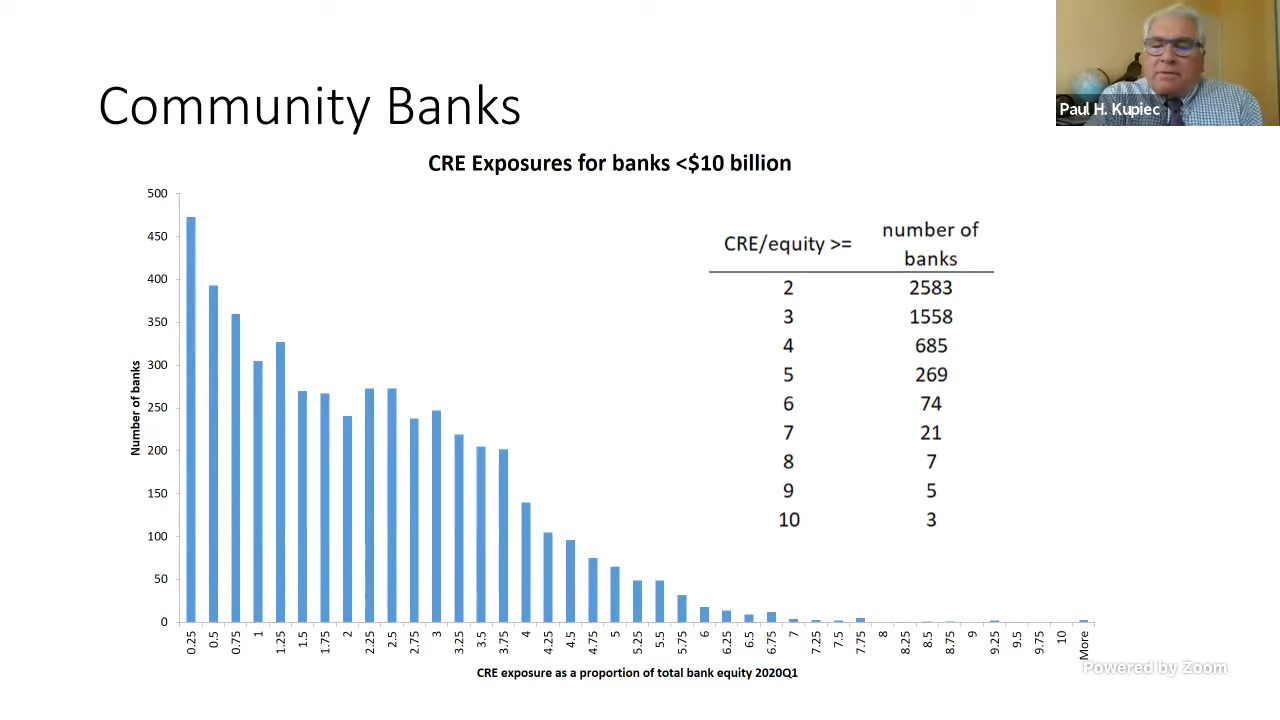 Community Banks
Paul H. Kupiec
CRE Exposures for banks <$10 billion
500
450
400
350
300
250
200
150
100
50
0
Number of banks
CRE/equity >= number of banks
2 2583
3 1558
4 685
5 269
6 74
7 21
8 7
9 5
10 3
0.25 0.5 0.75 1 1.25 1.5 1.75 2 2.25 2.5 2.75 3 3.25 3.5 3.75 4 4.25 4.5 4.75 5 5.25 5.5 5.75 6 6.25 6.5 6.75 7 7.25 7.5 7.75 8 8.25 8.5 8.75 9 9.25 9.5 9.75 10 More
CRE exposure as a proportion of total bank equity 2020Q1
Powered by Zoom